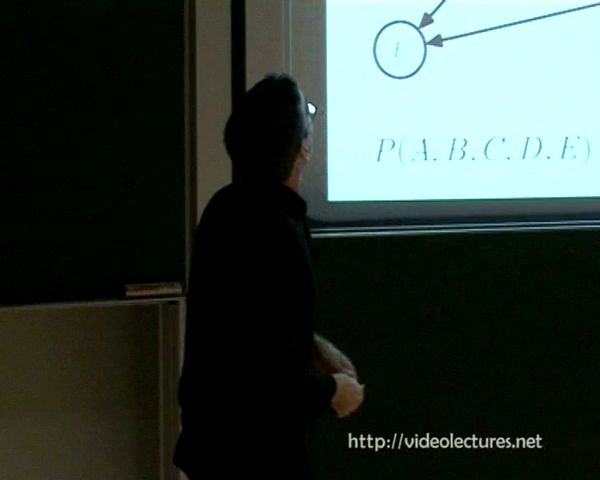 P(A, B, C, D, E)
http://videolectures.net